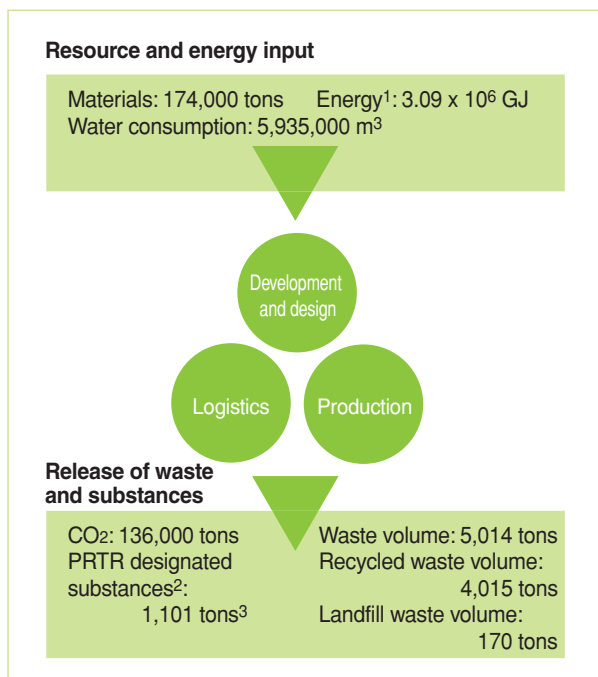 Resource and energy input
Materials: 174,000 tons Energy¹: 3.09 x 10⁶ GJ
Water consumption: 5,935,000 m³
Development
and design
Logistics
Production
Release of waste
and substances
CO₂: 136,000 tons
PRTR designated
substances²:
1,101 tons³
Waste volume: 5,014 tons
Recycled waste volume:
4,015 tons
Landfill waste volume:
170 tons